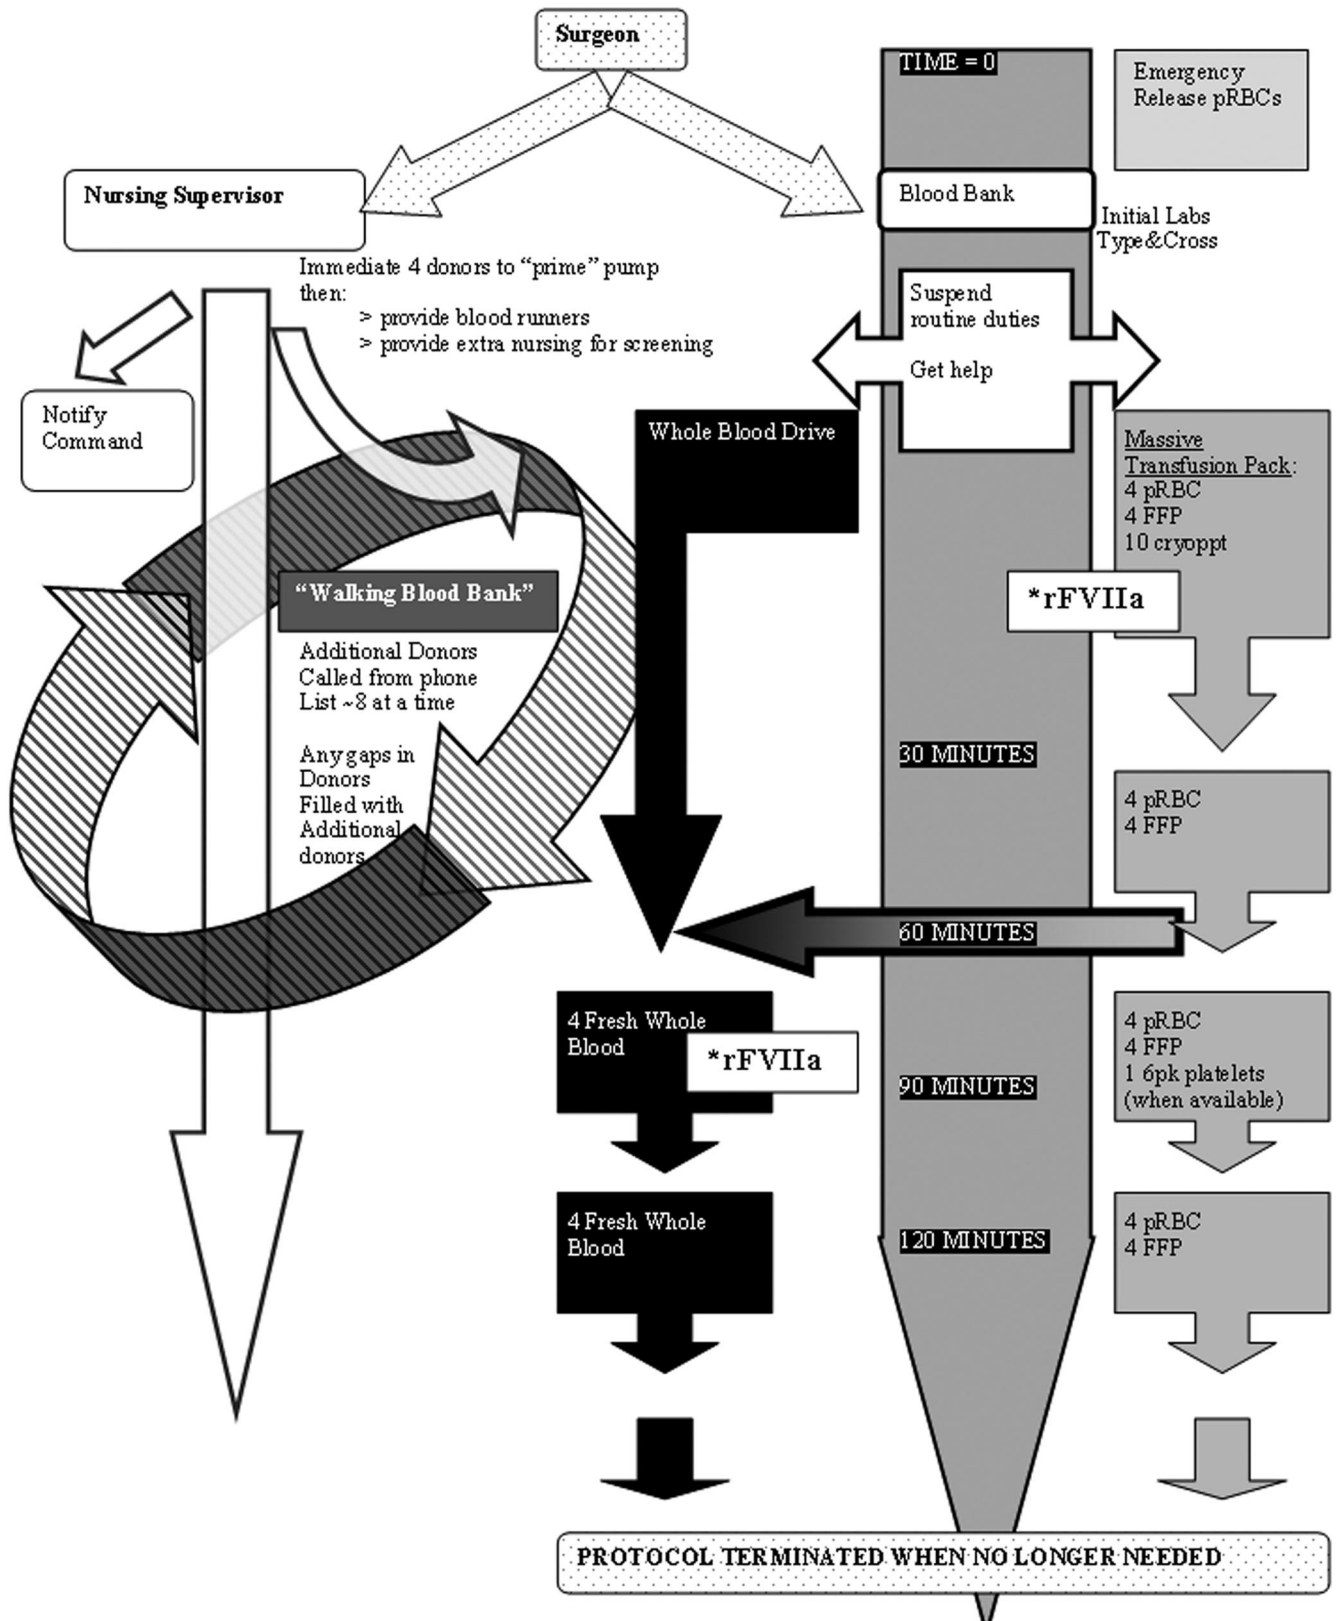 Surgeon
TIME = 0
Emergency
Release pRBCs
Nursing Supervisor
Blood Bank
Initial Labs
Type&Cross
Immediate 4 donors to “prime” pump
then:
> provide blood runners
> provide extra nursing for screening
Suspend
routine duties
Get help
Notify
Command
Whole Blood Drive
Massive
Transfusion Pack:
4 pRBC
4 FFP
10 cryoppt
*rFVIIa
“Walking Blood Bank”
Additional Donors
Called from phone
List ~8 at a time
Any gaps in
Donors
Filled with
Additional
donors
30 MINUTES
4 pRBC
4 FFP
60 MINUTES
4 Fresh Whole
Blood
*rFVIIa
90 MINUTES
4 pRBC
4 FFP
1 6pk platelets
(when available)
4 Fresh Whole
Blood
120 MINUTES
4 pRBC
4 FFP
PROTOCOL TERMINATED WHEN NO LONGER NEEDED